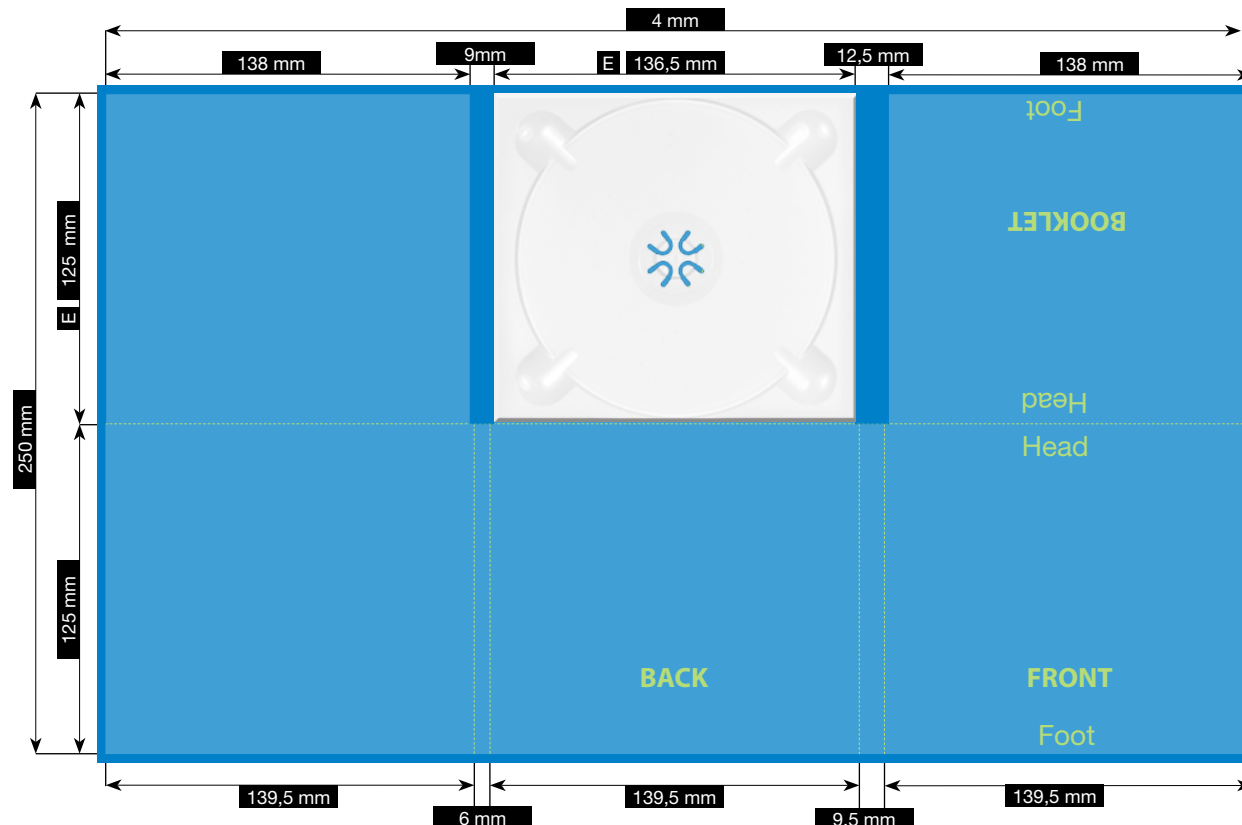 4 mm
9mm
12,5 mm
138 mm
E 136,5 mm
138 mm
Foot
BOOKLET
125 mm
E
Head
Head
250 mm
125 mm
BACK
FRONT
Foot
139,5 mm
139,5 mm
139,5 mm
6 mm
9,5 mm